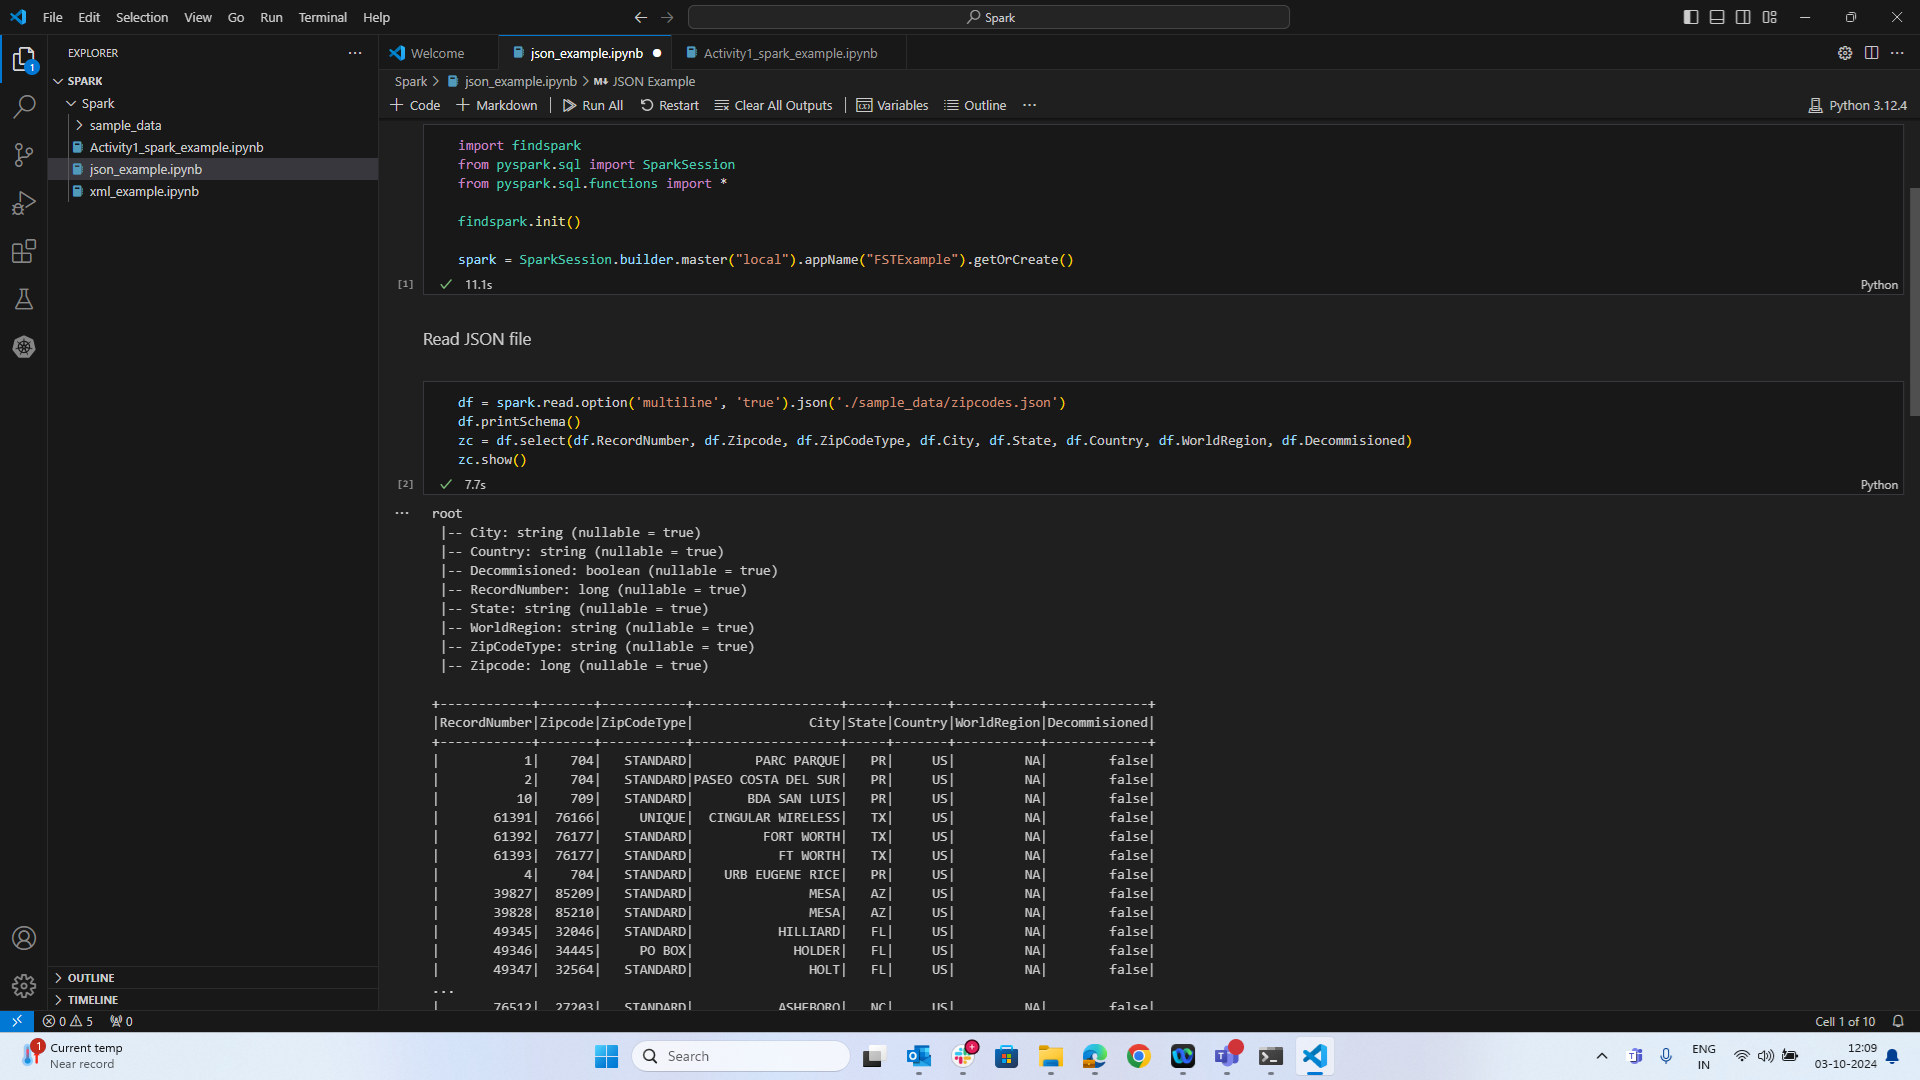 File Edit Selection View Go Run Terminal Help
Spark
EXPLORER
SPARK
Spark
sample_data
Activity1_spark_example.ipynb
json_example.ipynb
xml_example.ipynb
OUTLINE
TIMELINE
1
Welcome
json_example.ipynb
Activity1_spark_example.ipynb
Spark > json_example.ipynb > M↓ JSON Example
+ Code + Markdown Run All Restart Clear All Outputs Variables Outline ...
Python 3.12.4
import findspark
from pyspark.sql import SparkSession
from pyspark.sql.functions import *
findspark.init()
spark = SparkSession.builder.master("local").appName("FSTExample").getOrCreate()
[1] ✓ 11.1s Python
Read JSON file
df = spark.read.option('multiline', 'true').json('./sample_data/zipcodes.json')
df.printSchema()
zc = df.select(df.RecordNumber, df.Zipcode, df.ZipCodeType, df.City, df.State, df.Country, df.WorldRegion, df.Decommisioned)
zc.show()
[2] ✓ 7.7s Python
... root
|-- City: string (nullable = true)
|-- Country: string (nullable = true)
|-- Decommisioned: boolean (nullable = true)
|-- RecordNumber: long (nullable = true)
|-- State: string (nullable = true)
|-- WorldRegion: string (nullable = true)
|-- ZipCodeType: string (nullable = true)
|-- Zipcode: long (nullable = true)
+------------+-------+-----------+-------------------+-----+-------+-----------+-------------+
|RecordNumber|Zipcode|ZipCodeType|               City|State|Country|WorldRegion|Decommisioned|
+------------+-------+-----------+-------------------+-----+-------+-----------+-------------+
|           1|    704|   STANDARD|        PARC PARQUE|   PR|     US|         NA|        false|
|           2|    704|   STANDARD|PASEO COSTA DEL SUR|   PR|     US|         NA|        false|
|          10|    709|   STANDARD|       BDA SAN LUIS|   PR|     US|         NA|        false|
|       61391|  76166|     UNIQUE|  CINGULAR WIRELESS|   TX|     US|         NA|        false|
|       61392|  76177|   STANDARD|         FORT WORTH|   TX|     US|         NA|        false|
|       61393|  76177|   STANDARD|           FT WORTH|   TX|     US|         NA|        false|
|           4|    704|   STANDARD|    URB EUGENE RICE|   PR|     US|         NA|        false|
|       39827|  85209|   STANDARD|               MESA|   AZ|     US|         NA|        false|
|       39828|  85210|   STANDARD|               MESA|   AZ|     US|         NA|        false|
|       49345|  32046|   STANDARD|           HILLIARD|   FL|     US|         NA|        false|
|       49346|  34445|     PO BOX|             HOLDER|   FL|     US|         NA|        false|
|       49347|  32564|   STANDARD|               HOLT|   FL|     US|         NA|        false|
...
|       76512|  27203|   STANDARD|           ASHEBORO|   NC|     US|         NA|        false|
0 5 0
Cell 1 of 10
1
Current temp
Near record
Search
ENG
IN
12:09
03-10-2024